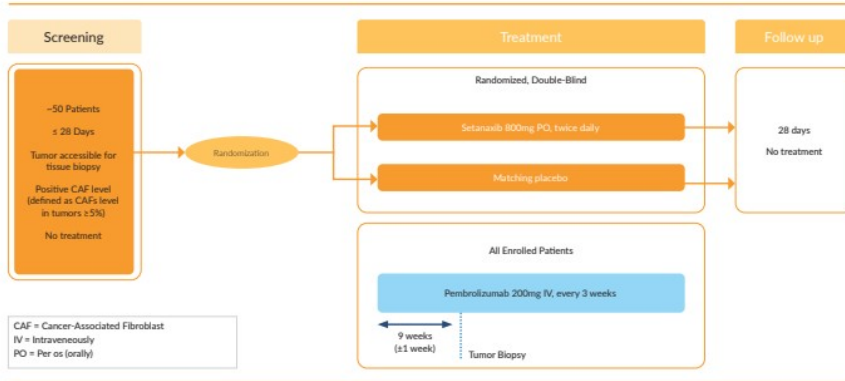 Screening
Treatment
Follow up
~50 Patients
≤ 28 Days
Tumor accessible for
tissue biopsy
Positive CAF level
(defined as CAFs level
in tumors ≥5%)
No treatment
Randomization
Randomized, Double-Blind
Setanaxib 800mg PO, twice daily
Matching placebo
28 days
No treatment
All Enrolled Patients
Pembrolizumab 200mg IV, every 3 weeks
9 weeks
(±1 week)
Tumor Biopsy
CAF = Cancer-Associated Fibroblast
IV = Intraveneously
PO = Per os (orally)